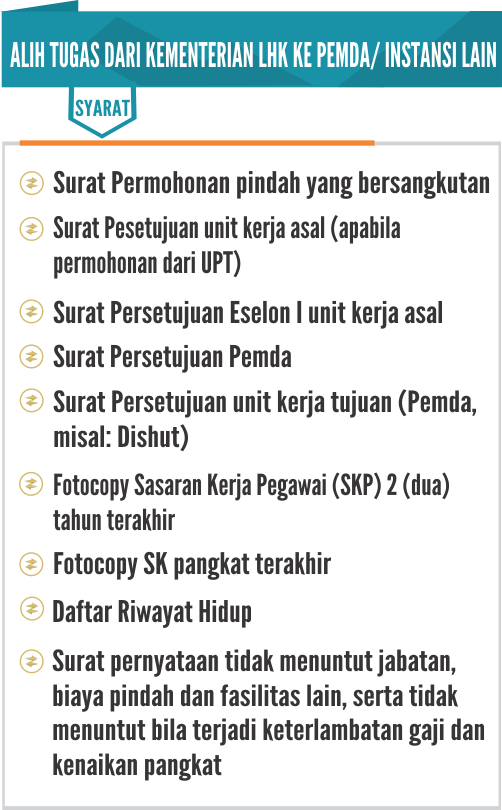 ALIH TUGAS DARI KEMENTERIAN LHK KE PEMDA/ INSTANSI LAIN
SYARAT
Surat Permohonan pindah yang bersangkutan
Surat Pesetujuan unit kerja asal (apabila
permohonan dari UPT)
Surat Persetujuan Eselon I unit kerja asal
Surat Persetujuan Pemda
Surat Persetujuan unit kerja tujuan (Pemda,
misal: Dishut)
Fotocopy Sasaran Kerja Pegawai (SKP) 2 (dua)
tahun terakhir
Fotocopy SK pangkat terakhir
Daftar Riwayat Hidup
Surat pernyataan tidak menuntut jabatan,
biaya pindah dan fasilitas lain, serta tidak
menuntut bila terjadi keterlambatan gaji dan
kenaikan pangkat